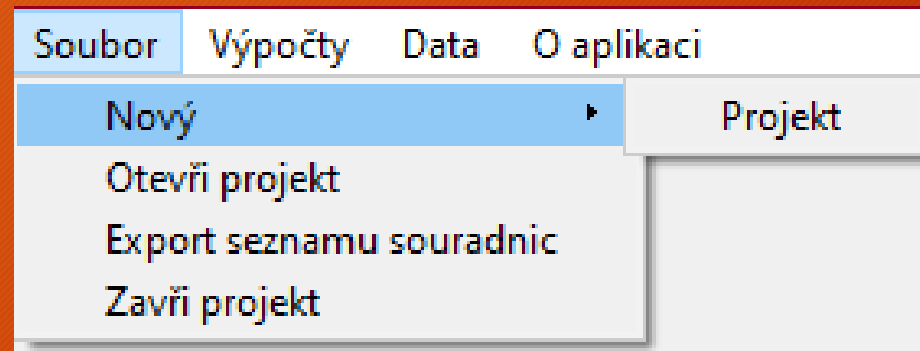 Soubor Výpočty Data O aplikaci
Nový Projekt
Otevři projekt
Export seznamu souradnic
Zavři projekt